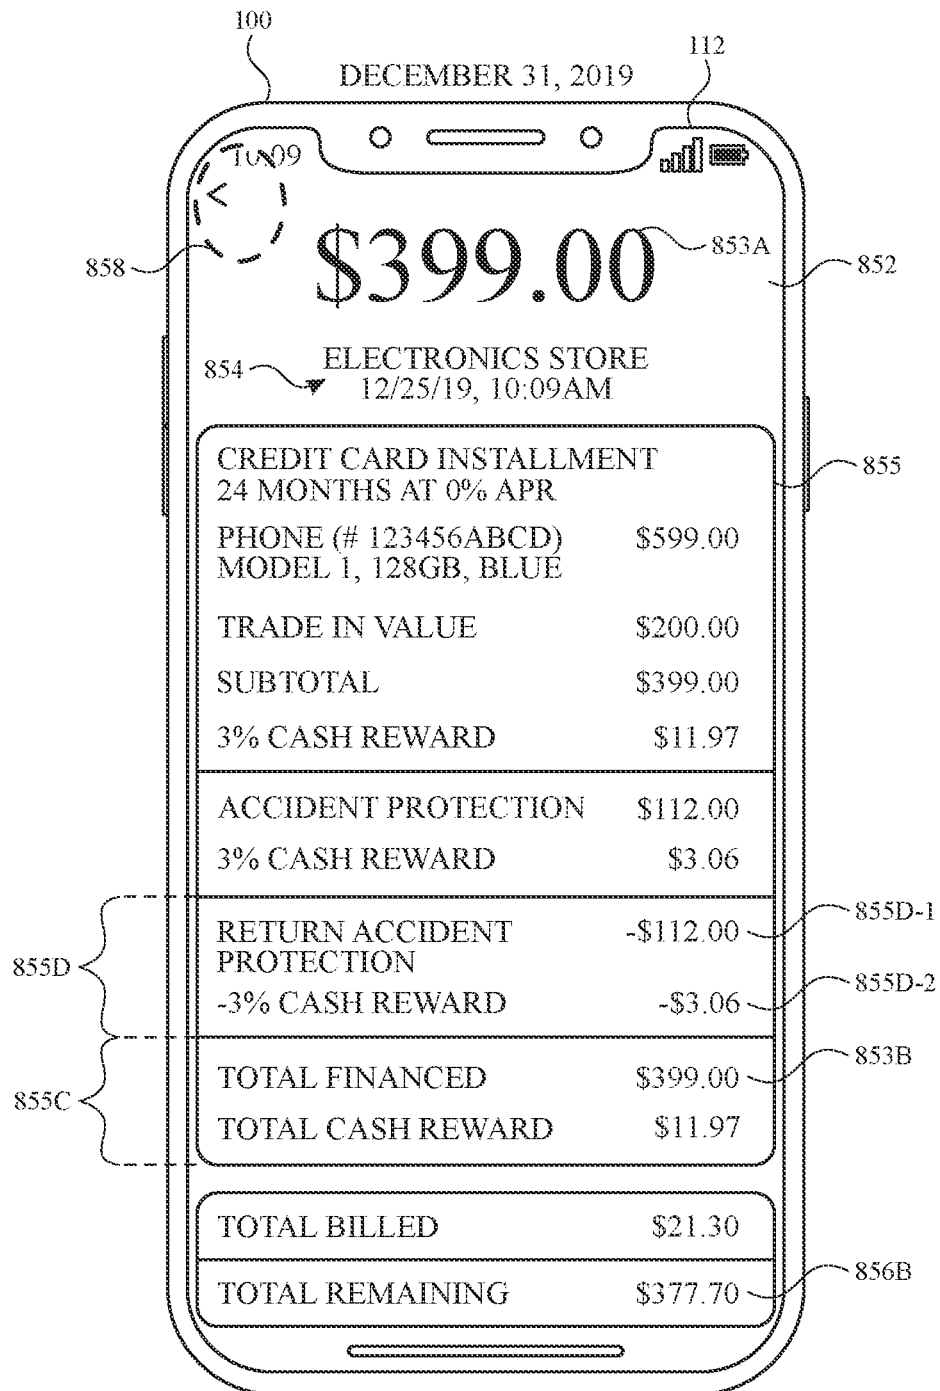 100
112
DECEMBER 31, 2019
$399.00
853A
858
852
ELECTRONICS STORE
854
12/25/19, 10:09AM
CREDIT CARD INSTALLMENT
855
24 MONTHS AT 0% APR
PHONE (# 123456ABCD) $599.00
MODEL 1, 128GB, BLUE
TRADE IN VALUE $200.00
SUBTOTAL $399.00
3% CASH REWARD $11.97
ACCIDENT PROTECTION $112.00
3% CASH REWARD $3.06
855D-1
RETURN ACCIDENT -$112.00
PROTECTION
855D
855D-2
-3% CASH REWARD -$3.06
853B
TOTAL FINANCED $399.00
855C
TOTAL CASH REWARD $11.97
TOTAL BILLED $21.30
856B
TOTAL REMAINING $377.70